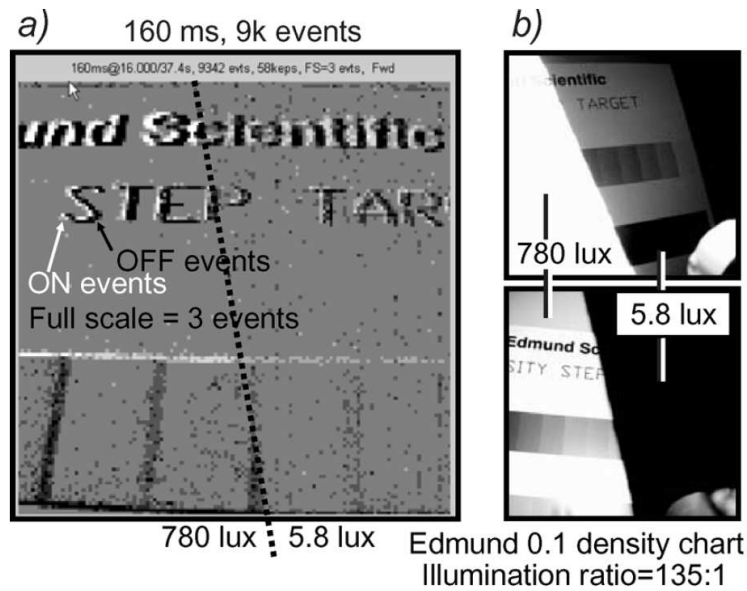 a)
160 ms, 9k events
160ms@16.000/37.4s, 9342 evts, 58keps, FS=3 evts, Fwd
und Scientific
STEP TAR
OFF events
ON events
Full scale = 3 events
780 lux
5.8 lux
b)
Scientific
TARGET
780 lux
5.8 lux
Edmund Sc
SITY STEP
Edmund 0.1 density chart
Illumination ratio=135:1